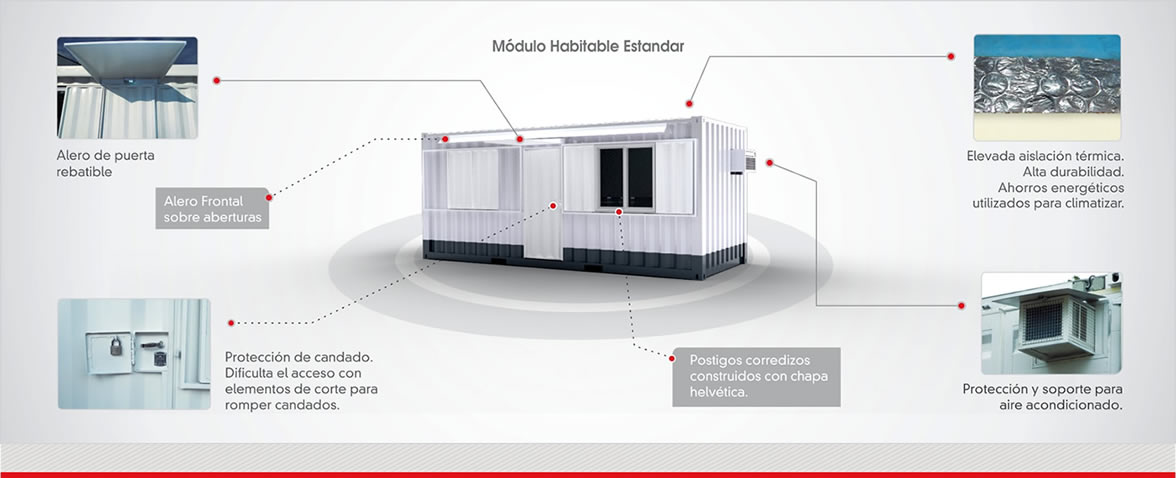 Módulo Habitable Estandar
Alero de puerta
rebatible
Alero Frontal
sobre aberturas
Elevada aislación térmica.
Alta durabilidad.
Ahorros energéticos
utilizados para climatizar.
Protección de candado.
Dificulta el acceso con
elementos de corte para
romper candados.
Postigos corredizos
construidos con chapa
helvética.
Protección y soporte para
aire acondicionado.